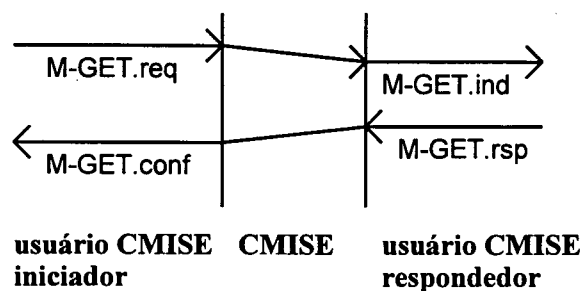 M-GET.req
M-GET.ind
M-GET.conf
M-GET.rsp
usuário CMISE iniciador
CMISE
usuário CMISE respondedor